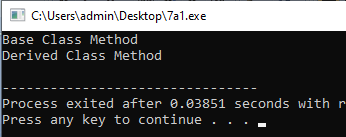 C:\Users\admin\Desktop\7a1.exe
Base Class Method
Derived Class Method
--------------------------------
Process exited after 0.03851 seconds with r
Press any key to continue . . .